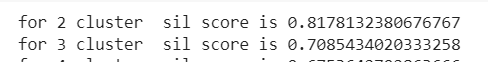 for 2 cluster  sil score is 0.8178132380676767
for 3 cluster  sil score is 0.7085434020333258